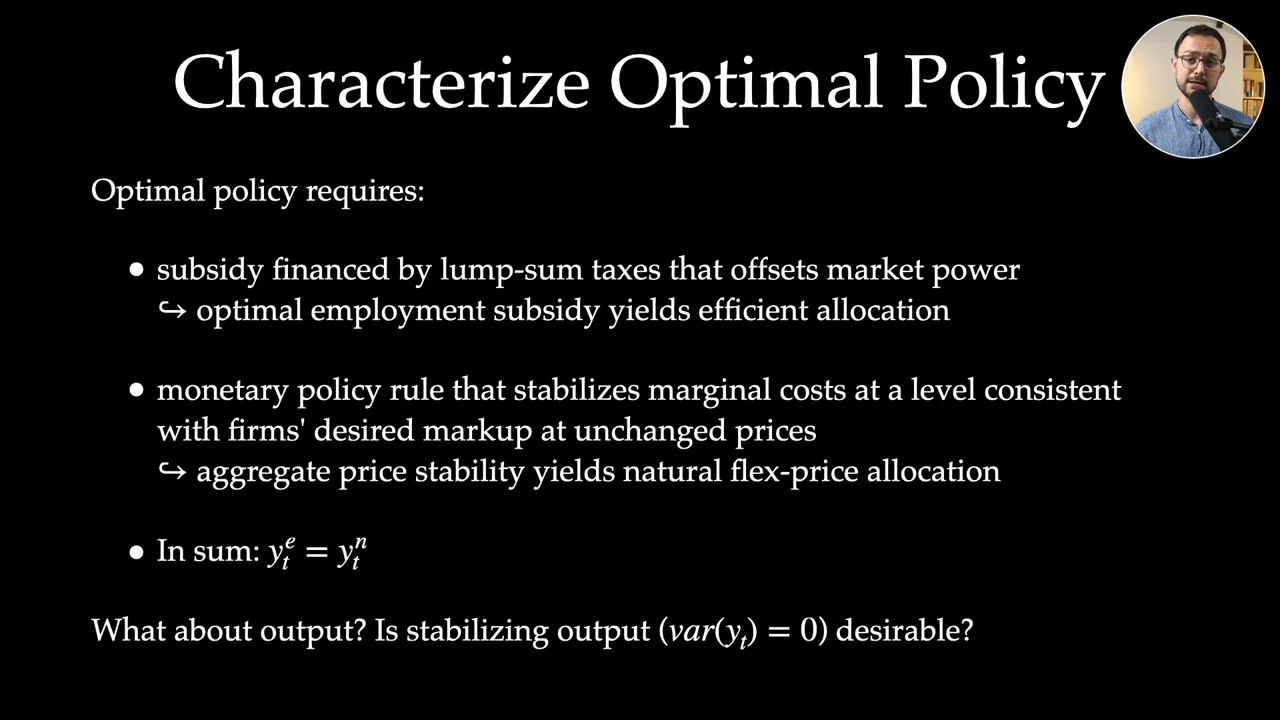 Characterize Optimal Policy
Optimal policy requires:
● subsidy financed by lump-sum taxes that offsets market power
↪ optimal employment subsidy yields efficient allocation
● monetary policy rule that stabilizes marginal costs at a level consistent
with firms' desired markup at unchanged prices
↪ aggregate price stability yields natural flex-price allocation
● In sum: $y_t^e = y_t^n$
What about output? Is stabilizing output ($var(y_t) = 0$) desirable?